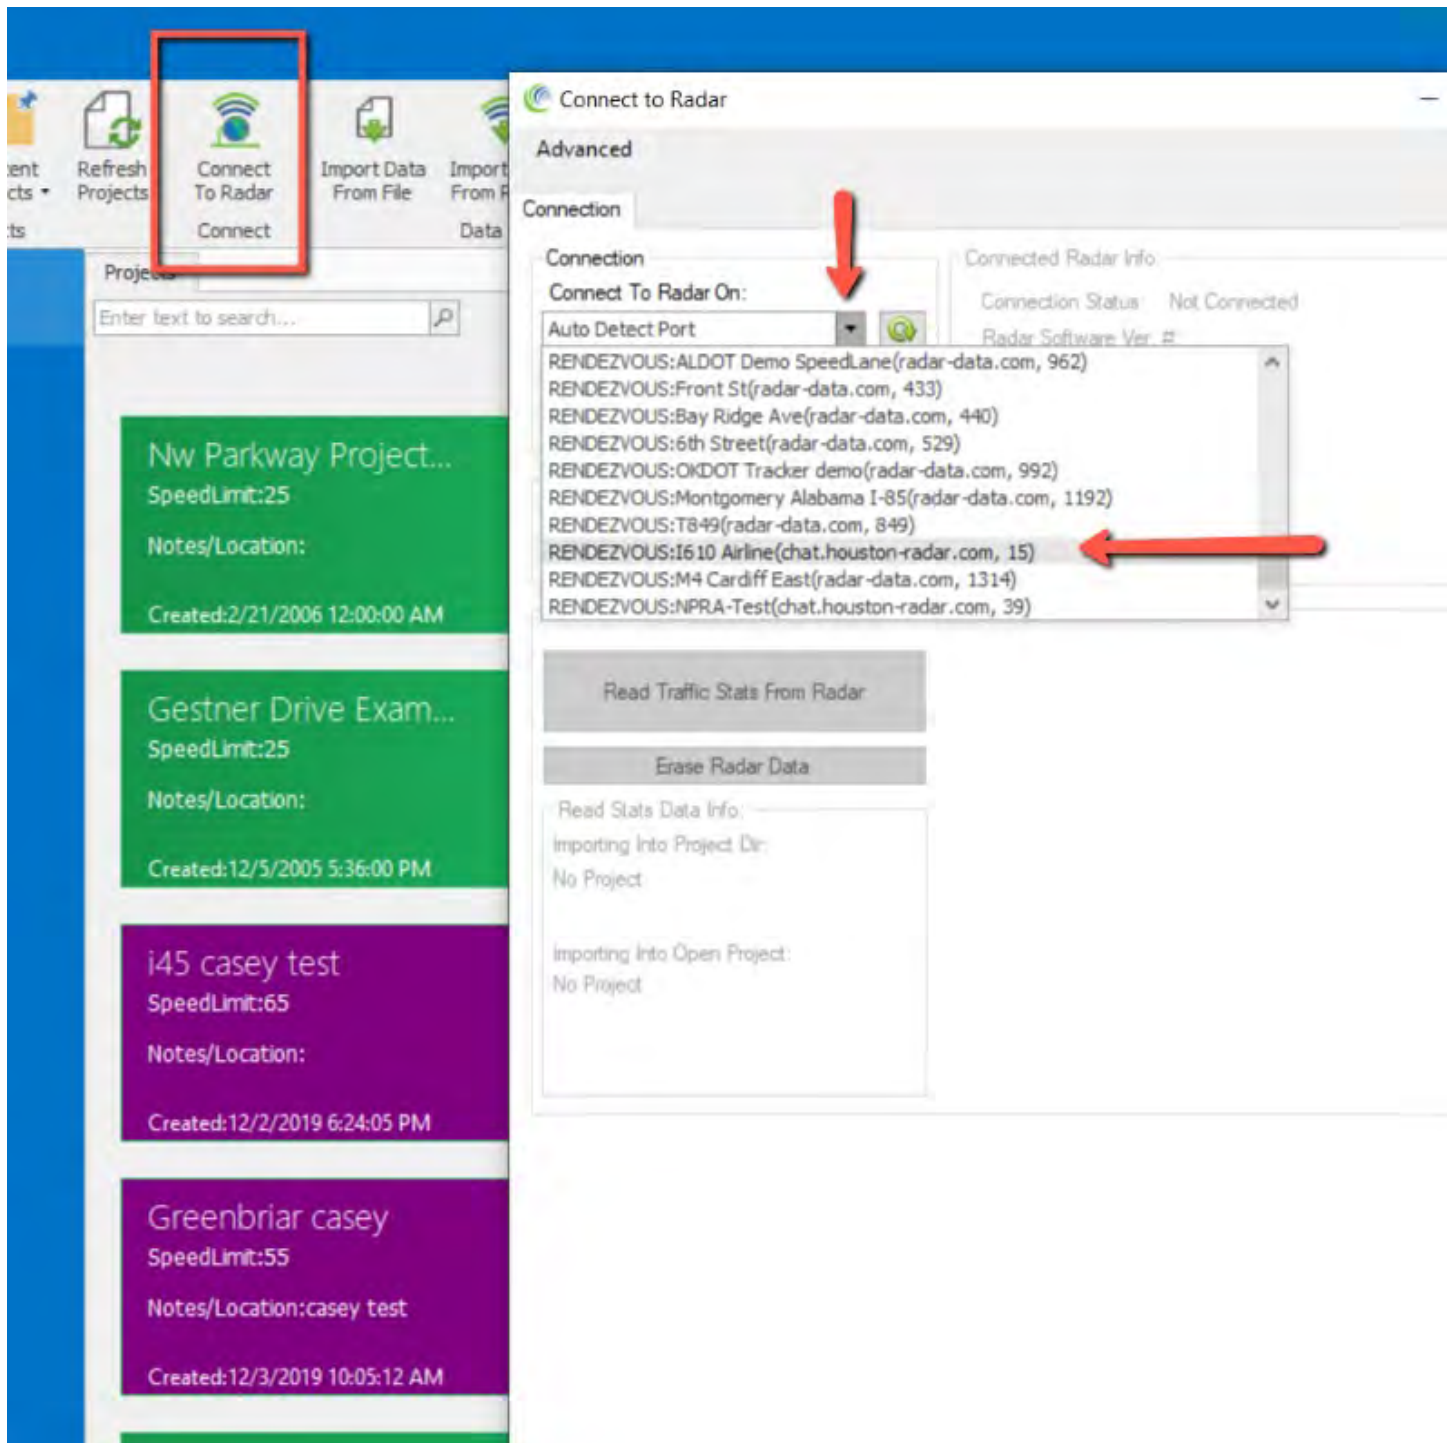 Connect to Radar
Advanced
Refresh
Projects
Connect
To Radar
Connect
Import Data
From File
Import
From
Data
Connection
Projects
Enter text to search...
Connection
Connect To Radar On:
Auto Detect Port
Connected Radar Info
Connection Status Not Connected
Radar Software Ver. #
RENDEZVOUS:ALDOT Demo SpeedLane(radar-data.com, 962)
RENDEZVOUS:Front St(radar-data.com, 433)
RENDEZVOUS:Bay Ridge Ave(radar-data.com, 440)
RENDEZVOUS:6th Street(radar-data.com, 529)
RENDEZVOUS:OKDOT Tracker demo(radar-data.com, 992)
RENDEZVOUS:Montgomery Alabama I-85(radar-data.com, 1192)
RENDEZVOUS:T849(radar-data.com, 849)
RENDEZVOUS:I610 Airline(chat.houston-radar.com, 15)
RENDEZVOUS:M4 Cardiff East(radar-data.com, 1314)
RENDEZVOUS:NPRA-Test(chat.houston-radar.com, 39)
Read Traffic Stats From Radar
Erase Radar Data
Read Stats Data Info:
Importing Into Project Dir:
No Project
Importing Into Open Project:
No Project
Nw Parkway Project...
SpeedLimit:25
Notes/Location:
Created:2/21/2006 12:00:00 AM
Gestner Drive Exam...
SpeedLimit:25
Notes/Location:
Created:12/5/2005 5:36:00 PM
i45 casey test
SpeedLimit:65
Notes/Location:
Created:12/2/2019 6:24:05 PM
Greenbriar casey
SpeedLimit:55
Notes/Location:casey test
Created:12/3/2019 10:05:12 AM